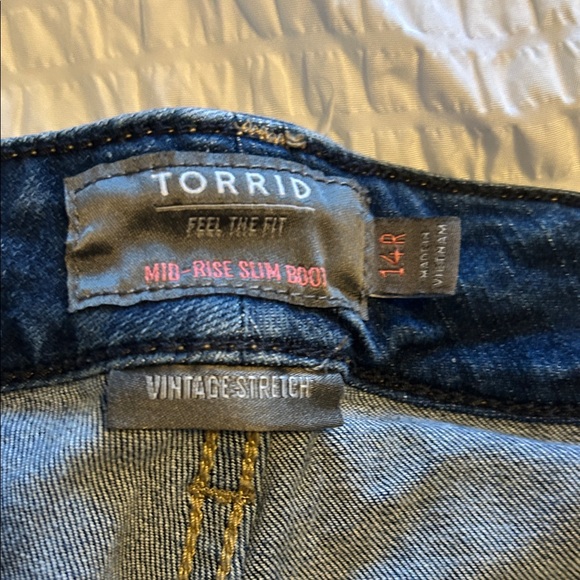 TORRID
FEEL THE FIT
MID-RISE SLIM BOOT
14R
MADE IN
VIETNAM
VINTAGE STRETCH